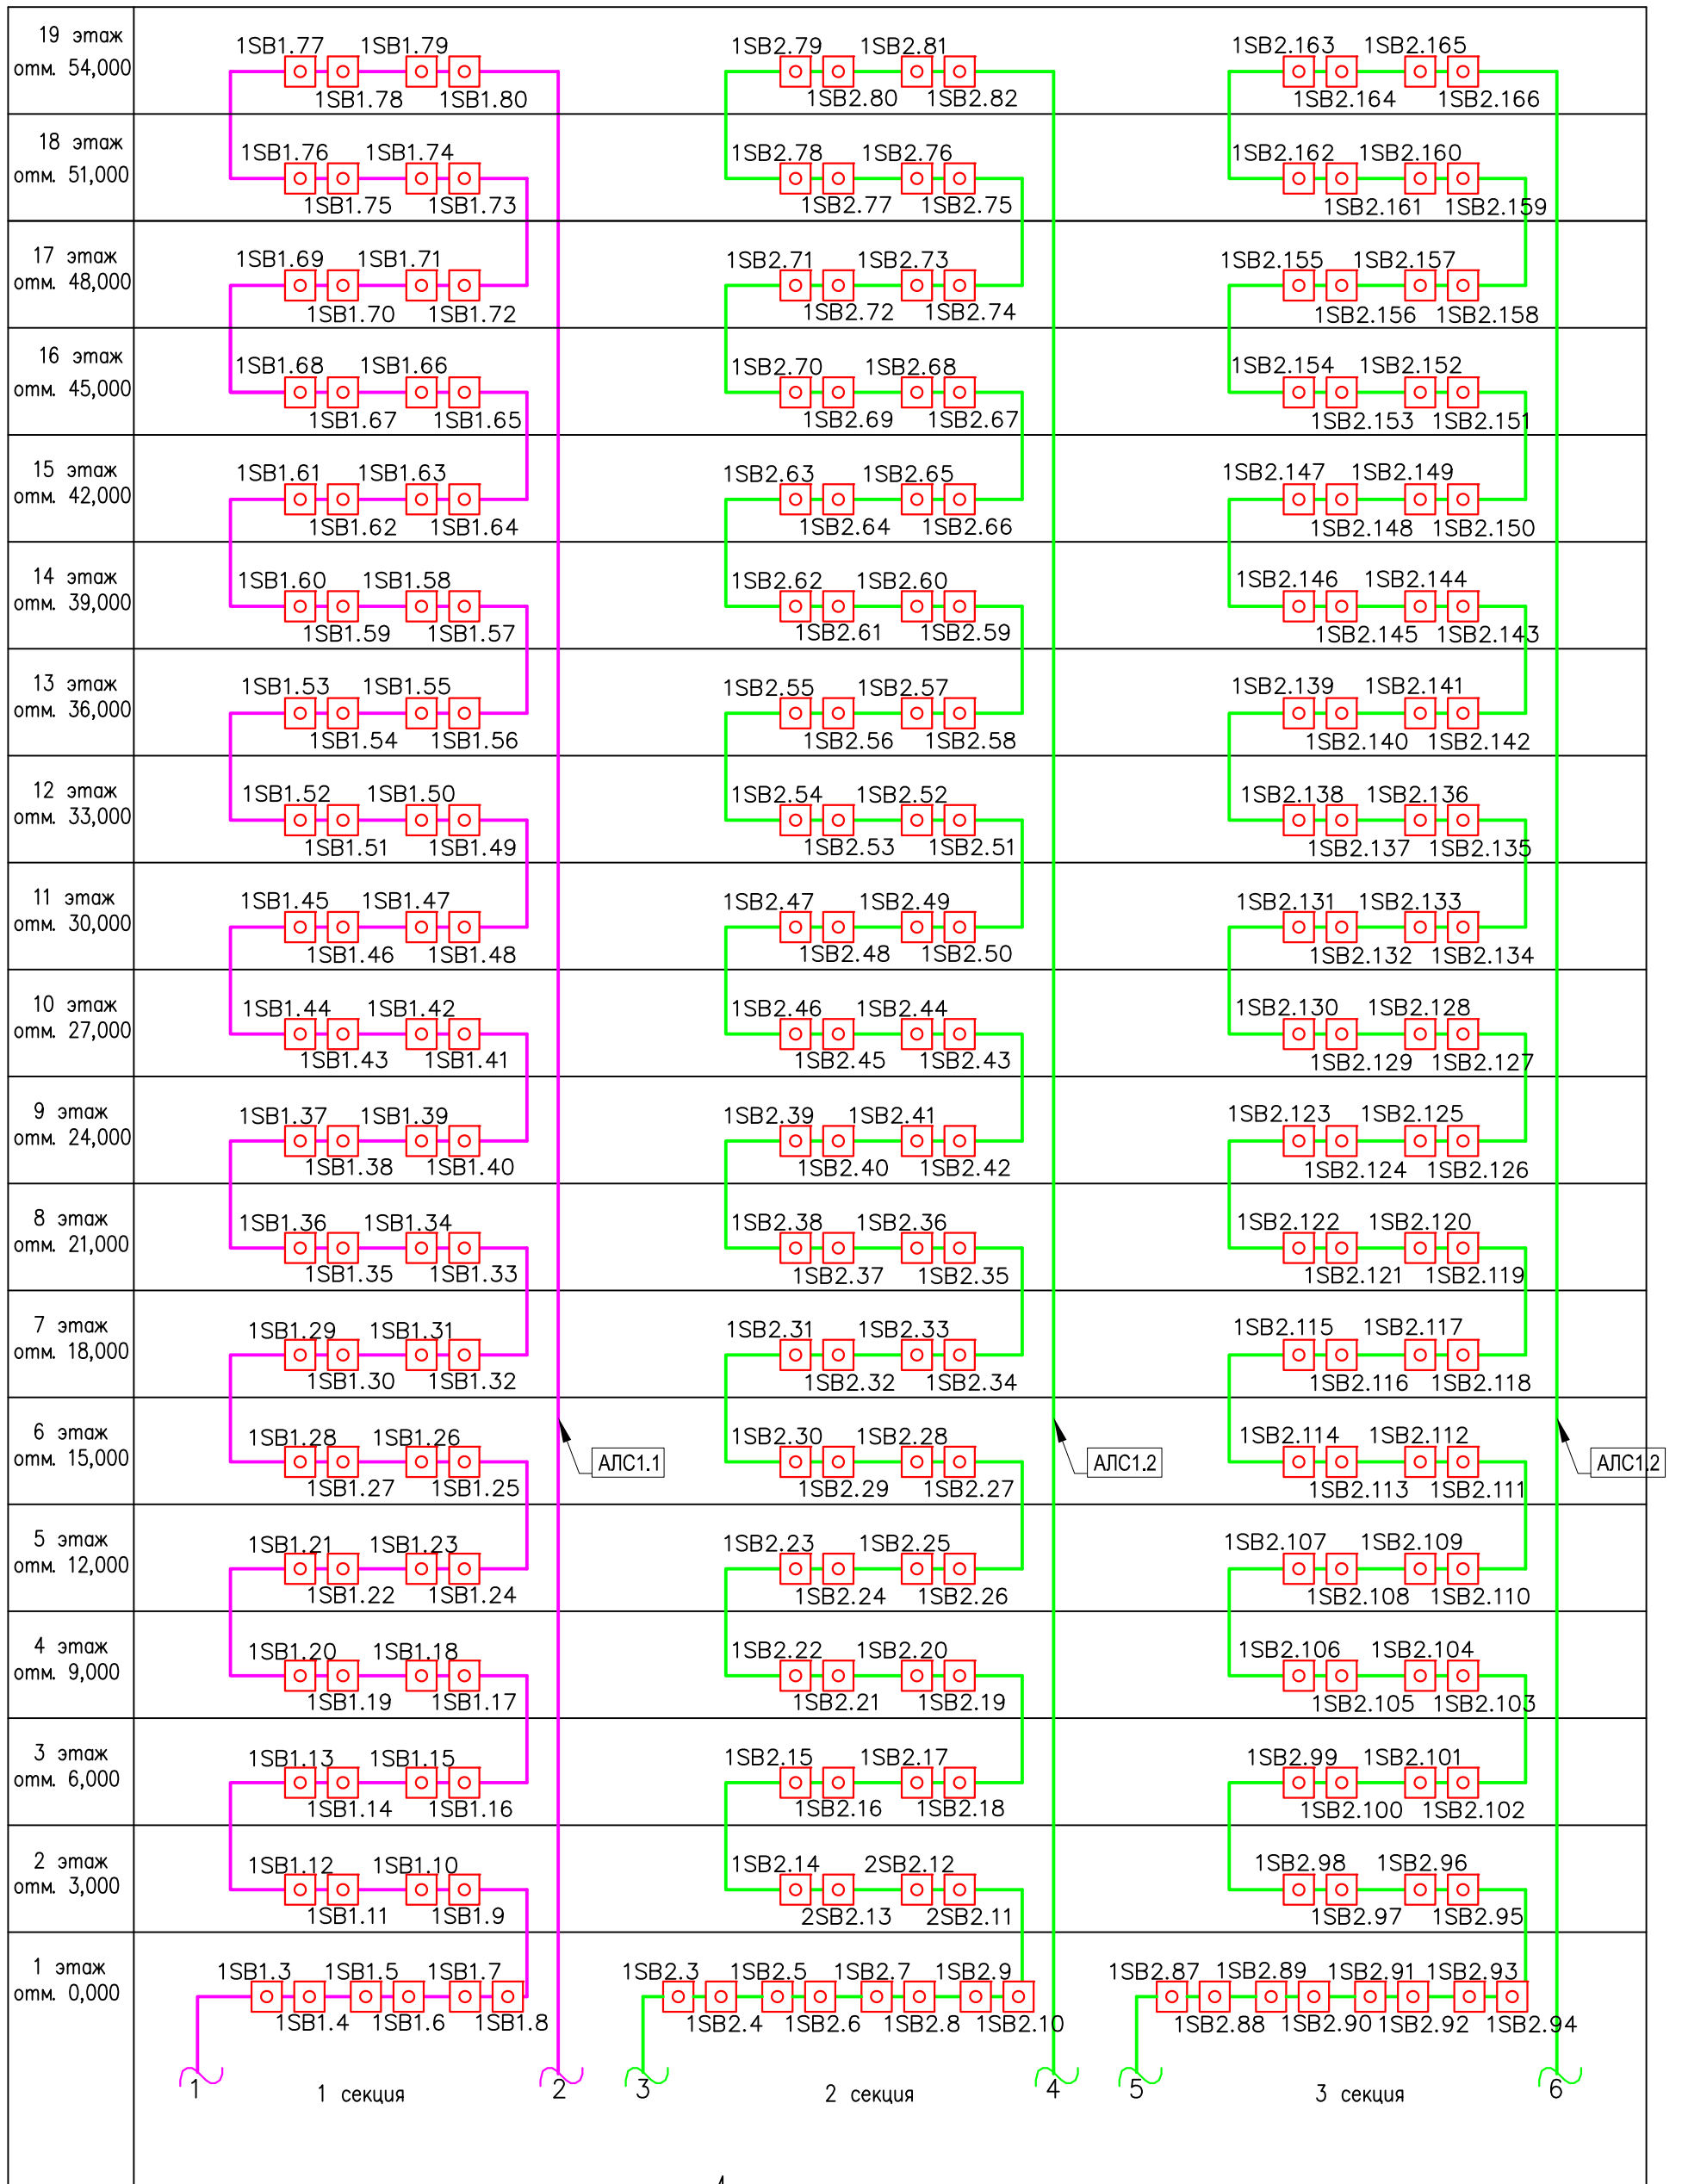 19 этаж
отм. 54,000
1SB1.77 1SB1.79 1SB2.79 1SB2.81 1SB2.163 1SB2.165
1SB1.78 1SB1.80 1SB2.80 1SB2.82 1SB2.164 1SB2.166
18 этаж
отм. 51,000
1SB1.76 1SB1.74 1SB2.78 1SB2.76 1SB2.162 1SB2.160
1SB1.75 1SB1.73 1SB2.77 1SB2.75 1SB2.161 1SB2.159
17 этаж
отм. 48,000
1SB1.69 1SB1.71 1SB2.71 1SB2.73 1SB2.155 1SB2.157
1SB1.70 1SB1.72 1SB2.72 1SB2.74 1SB2.156 1SB2.158
16 этаж
отм. 45,000
1SB1.68 1SB1.66 1SB2.70 1SB2.68 1SB2.154 1SB2.152
1SB1.67 1SB1.65 1SB2.69 1SB2.67 1SB2.153 1SB2.151
15 этаж
отм. 42,000
1SB1.61 1SB1.63 1SB2.63 1SB2.65 1SB2.147 1SB2.149
1SB1.62 1SB1.64 1SB2.64 1SB2.66 1SB2.148 1SB2.150
14 этаж
отм. 39,000
1SB1.60 1SB1.58 1SB2.62 1SB2.60 1SB2.146 1SB2.144
1SB1.59 1SB1.57 1SB2.61 1SB2.59 1SB2.145 1SB2.143
13 этаж
отм. 36,000
1SB1.53 1SB1.55 1SB2.55 1SB2.57 1SB2.139 1SB2.141
1SB1.54 1SB1.56 1SB2.56 1SB2.58 1SB2.140 1SB2.142
12 этаж
отм. 33,000
1SB1.52 1SB1.50 1SB2.54 1SB2.52 1SB2.138 1SB2.136
1SB1.51 1SB1.49 1SB2.53 1SB2.51 1SB2.137 1SB2.135
11 этаж
отм. 30,000
1SB1.45 1SB1.47 1SB2.47 1SB2.49 1SB2.131 1SB2.133
1SB1.46 1SB1.48 1SB2.48 1SB2.50 1SB2.132 1SB2.134
10 этаж
отм. 27,000
1SB1.44 1SB1.42 1SB2.46 1SB2.44 1SB2.130 1SB2.128
1SB1.43 1SB1.41 1SB2.45 1SB2.43 1SB2.129 1SB2.127
9 этаж
отм. 24,000
1SB1.37 1SB1.39 1SB2.39 1SB2.41 1SB2.123 1SB2.125
1SB1.38 1SB1.40 1SB2.40 1SB2.42 1SB2.124 1SB2.126
8 этаж
отм. 21,000
1SB1.36 1SB1.34 1SB2.38 1SB2.36 1SB2.122 1SB2.120
1SB1.35 1SB1.33 1SB2.37 1SB2.35 1SB2.121 1SB2.119
7 этаж
отм. 18,000
1SB1.29 1SB1.31 1SB2.31 1SB2.33 1SB2.115 1SB2.117
1SB1.30 1SB1.32 1SB2.32 1SB2.34 1SB2.116 1SB2.118
6 этаж
отм. 15,000
1SB1.28 1SB1.26 1SB2.30 1SB2.28 1SB2.114 1SB2.112
АЛС1.1 АЛС1.2 АЛС1.2
1SB1.27 1SB1.25 1SB2.29 1SB2.27 1SB2.113 1SB2.111
5 этаж
отм. 12,000
1SB1.21 1SB1.23 1SB2.23 1SB2.25 1SB2.107 1SB2.109
1SB1.22 1SB1.24 1SB2.24 1SB2.26 1SB2.108 1SB2.110
4 этаж
отм. 9,000
1SB1.20 1SB1.18 1SB2.22 1SB2.20 1SB2.106 1SB2.104
1SB1.19 1SB1.17 1SB2.21 1SB2.19 1SB2.105 1SB2.103
3 этаж
отм. 6,000
1SB1.13 1SB1.15 1SB2.15 1SB2.17 1SB2.99 1SB2.101
1SB1.14 1SB1.16 1SB2.16 1SB2.18 1SB2.100 1SB2.102
2 этаж
отм. 3,000
1SB1.12 1SB1.10 1SB2.14 2SB2.12 1SB2.98 1SB2.96
1SB1.11 1SB1.9 2SB2.13 2SB2.11 1SB2.97 1SB2.95
1 этаж
отм. 0,000
1SB1.3 1SB1.5 1SB1.7 1SB2.3 1SB2.5 1SB2.7 1SB2.9 1SB2.87 1SB2.89 1SB2.91 1SB2.93
1SB1.4 1SB1.6 1SB1.8 1SB2.4 1SB2.6 1SB2.8 1SB2.10 1SB2.88 1SB2.90 1SB2.92 1SB2.94
1 1 секция 2 3 2 секция 4 5 3 секция 6